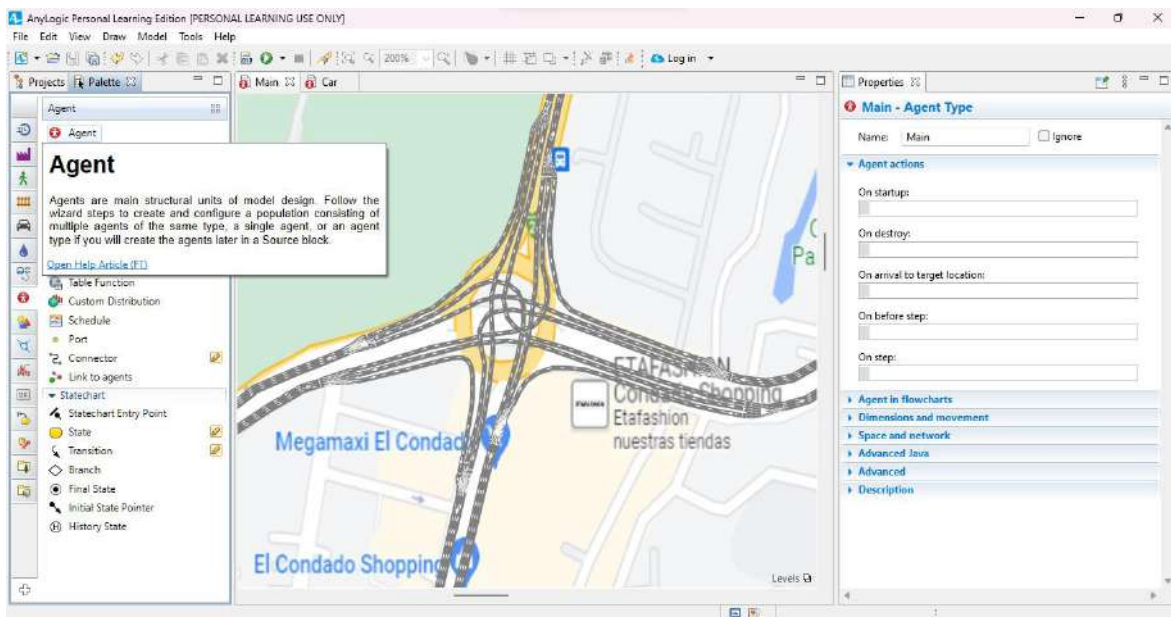 AnyLogic Personal Learning Edition [PERSONAL LEARNING USE ONLY]
File Edit View Draw Model Tools Help
200% Log in
Projects Palette
Agent
Agent
Agent
Agents are main structural units of model design. Follow the
wizard steps to create and configure a population consisting of
multiple agents of the same type, a single agent, or an agent
type if you will create the agents later in a Source block.
Open Help Article (F1)
Table Function
Custom Distribution
Schedule
Port
Connector
Link to agents
Statechart
Statechart Entry Point
State
Transition
Branch
Final State
Initial State Pointer
History State
Main Car
Pa
ETAFASHION
Condado Shopping
Etafashion
nuestras tiendas
Megamaxi El Condado
El Condado Shopping
Levels
Properties
Main - Agent Type
Name: Main Ignore
Agent actions
On startup:
On destroy:
On arrival to target location:
On before step:
On step:
Agent in flowcharts
Dimensions and movement
Space and network
Advanced Java
Advanced
Description